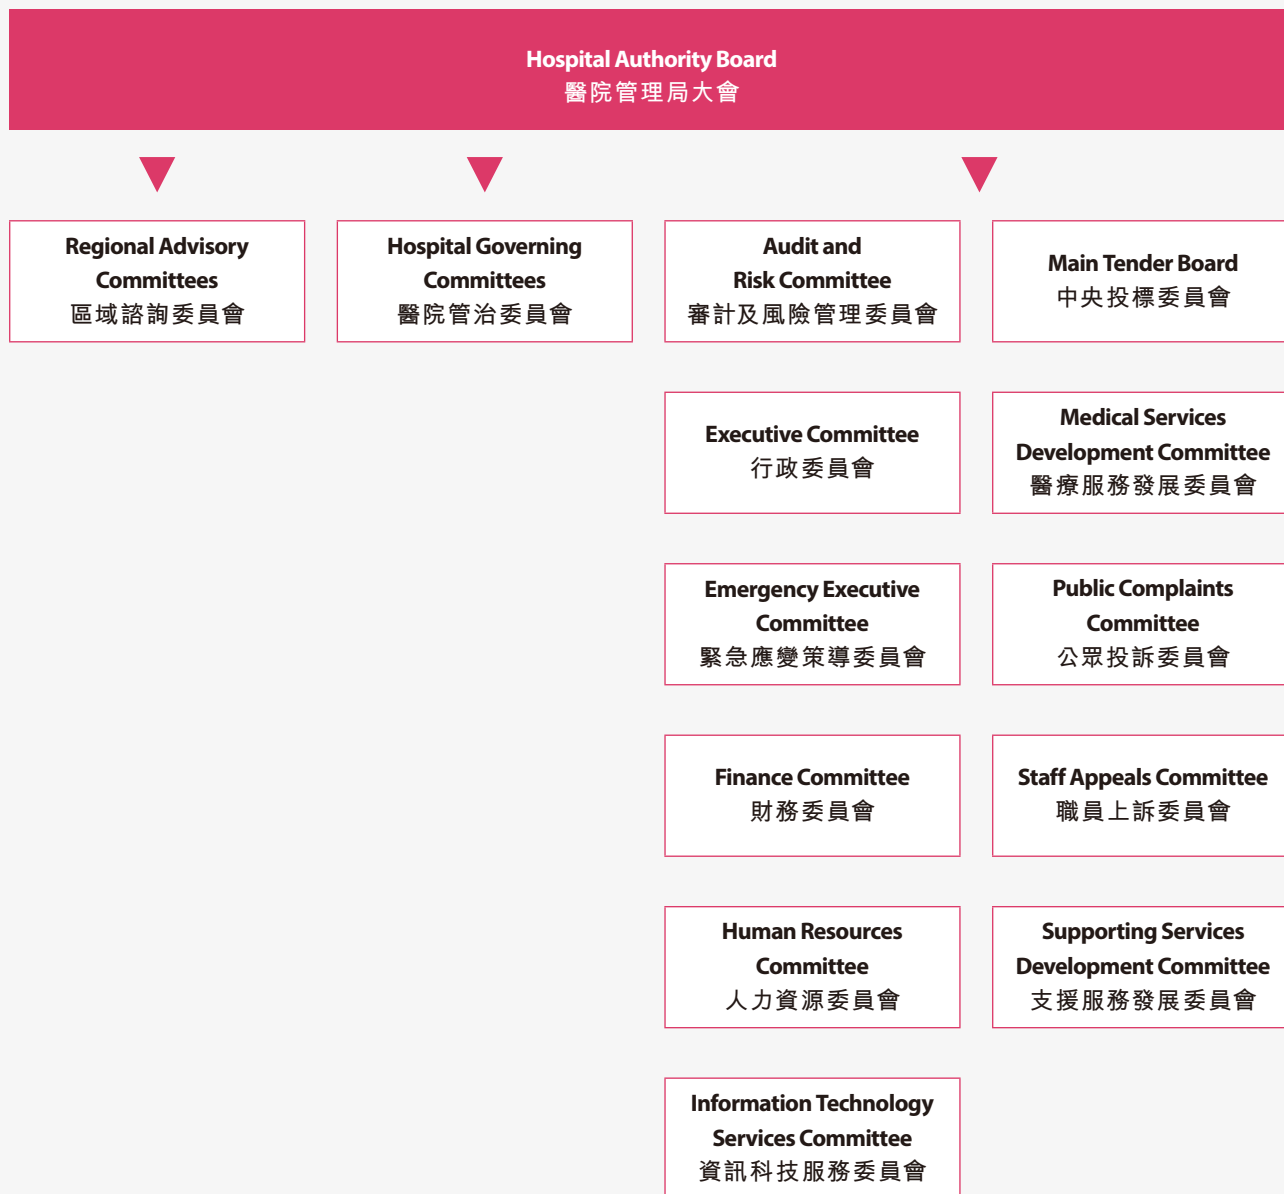 Hospital Authority Board
醫院管理局大會
Regional Advisory
Committees
區域諮詢委員會
Hospital Governing
Committees
醫院管治委員會
Audit and
Risk Committee
審計及風險管理委員會
Main Tender Board
中央投標委員會
Executive Committee
行政委員會
Medical Services
Development Committee
醫療服務發展委員會
Emergency Executive
Committee
緊急應變策導委員會
Public Complaints
Committee
公眾投訴委員會
Finance Committee
財務委員會
Staff Appeals Committee
職員上訴委員會
Human Resources
Committee
人力資源委員會
Supporting Services
Development Committee
支援服務發展委員會
Information Technology
Services Committee
資訊科技服務委員會